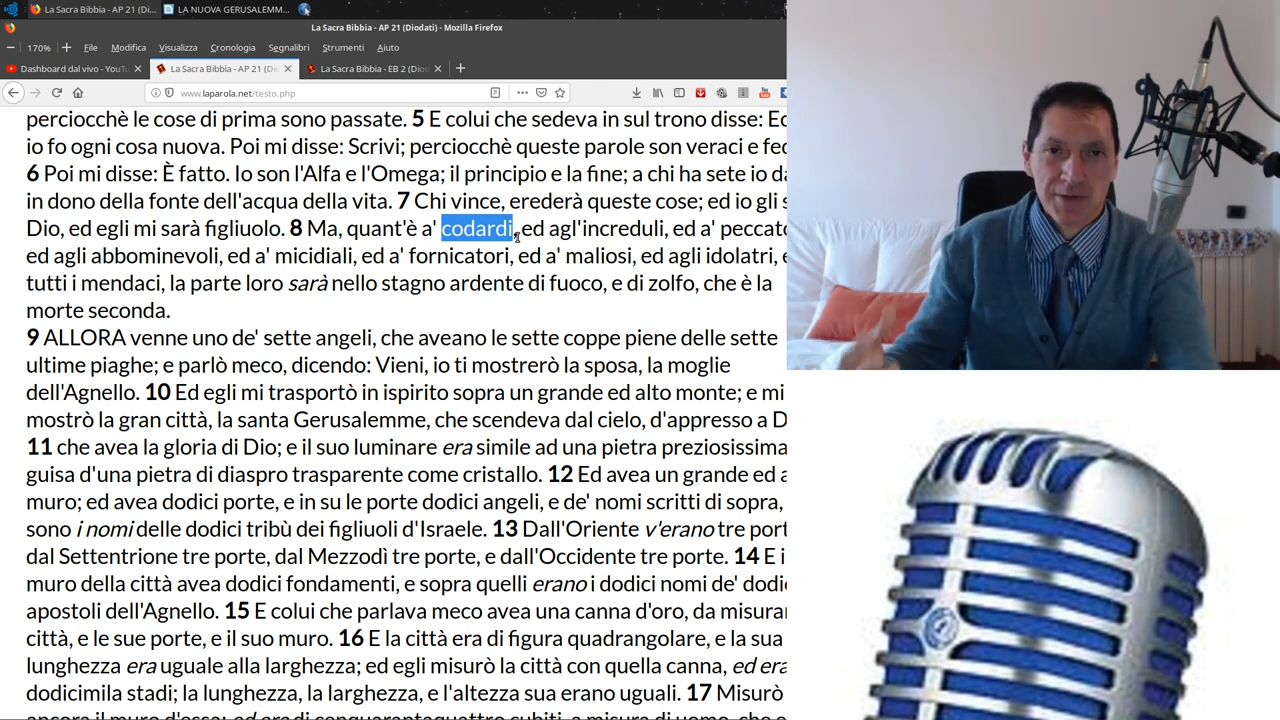 La Sacra Bibbia - AP 21 (Di...
LA NUOVA GERUSALEMM...
La Sacra Bibbia - AP 21 (Diodati) - Mozilla Firefox
170% File Modifica Visualizza Cronologia Segnalibri Strumenti Aiuto
Dashboard dal vivo - YouTu
La Sacra Bibbia - AP 21 (Di
La Sacra Bibbia - EB 2 (Diod
www.laparola.net/testo.php
perciocchè le cose di prima sono passate. 5 E colui che sedeva in sul trono disse: Ec
io fo ogni cosa nuova. Poi mi disse: Scrivi; perciocchè queste parole son veraci e fed
6 Poi mi disse: È fatto. Io son l'Alfa e l'Omega; il principio e la fine; a chi ha sete io da
in dono della fonte dell'acqua della vita. 7 Chi vince, erederà queste cose; ed io gli s
Dio, ed egli mi sarà figliuolo. 8 Ma, quant'è a' codardi, ed agl'increduli, ed a' peccato
ed agli abbominevoli, ed a' micidiali, ed a' fornicatori, ed a' maliosi, ed agli idolatri, e
tutti i mendaci, la parte loro sarà nello stagno ardente di fuoco, e di zolfo, che è la
morte seconda.
9 ALLORA venne uno de' sette angeli, che aveano le sette coppe piene delle sette
ultime piaghe; e parlò meco, dicendo: Vieni, io ti mostrerò la sposa, la moglie
dell'Agnello. 10 Ed egli mi trasportò in ispirito sopra un grande ed alto monte; e mi
mostrò la gran città, la santa Gerusalemme, che scendeva dal cielo, d'appresso a D
11 che avea la gloria di Dio; e il suo luminare era simile ad una pietra preziosissima
guisa d'una pietra di diaspro trasparente come cristallo. 12 Ed avea un grande ed a
muro; ed avea dodici porte, e in su le porte dodici angeli, e de' nomi scritti di sopra,
sono i nomi delle dodici tribù dei figliuoli d'Israele. 13 Dall'Oriente v'erano tre port
dal Settentrione tre porte, dal Mezzodì tre porte, e dall'Occidente tre porte. 14 E i
muro della città avea dodici fondamenti, e sopra quelli erano i dodici nomi de' dodic
apostoli dell'Agnello. 15 E colui che parlava meco avea una canna d'oro, da misurar
città, e le sue porte, e il suo muro. 16 E la città era di figura quadrangolare, e la sua
lunghezza era uguale alla larghezza; ed egli misurò la città con quella canna, ed era
dodicimila stadi; la lunghezza, la larghezza, e l'altezza sua erano uguali. 17 Misurò
ancora il muro d'essa; ed era di cenquarantaquattro cubiti, a misura di uomo, che